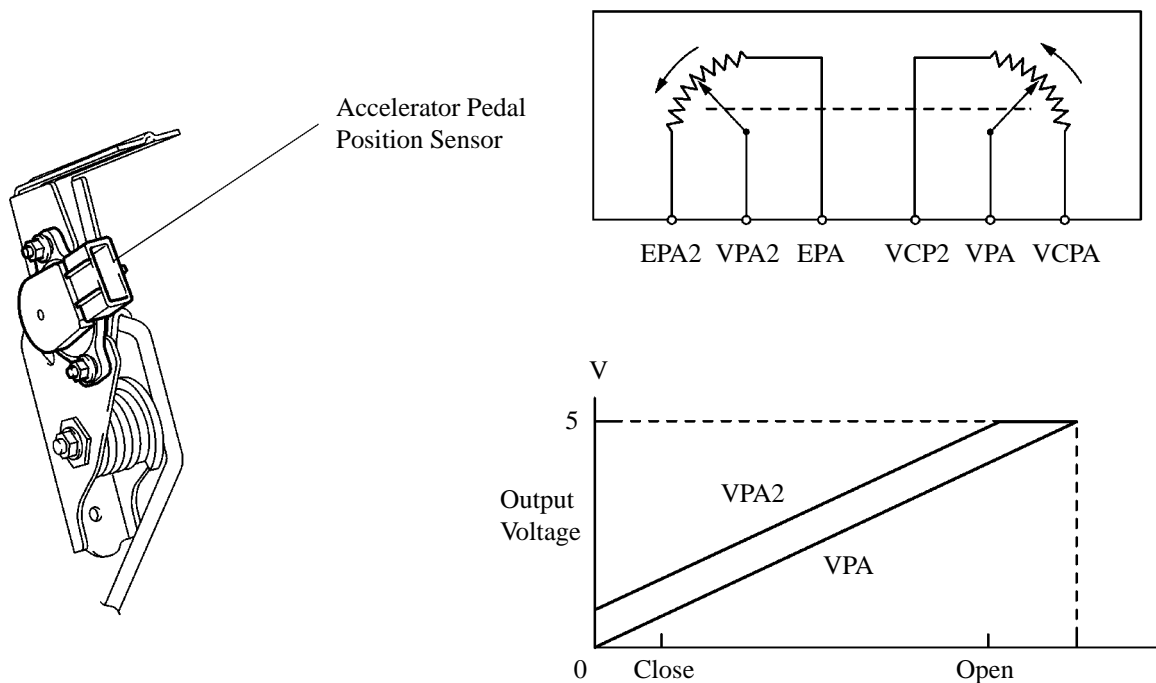 Accelerator Pedal
Position Sensor
EPA2 VPA2 EPA VCP2 VPA VCPA
V
5
Output
Voltage
VPA2
VPA
0 Close Open